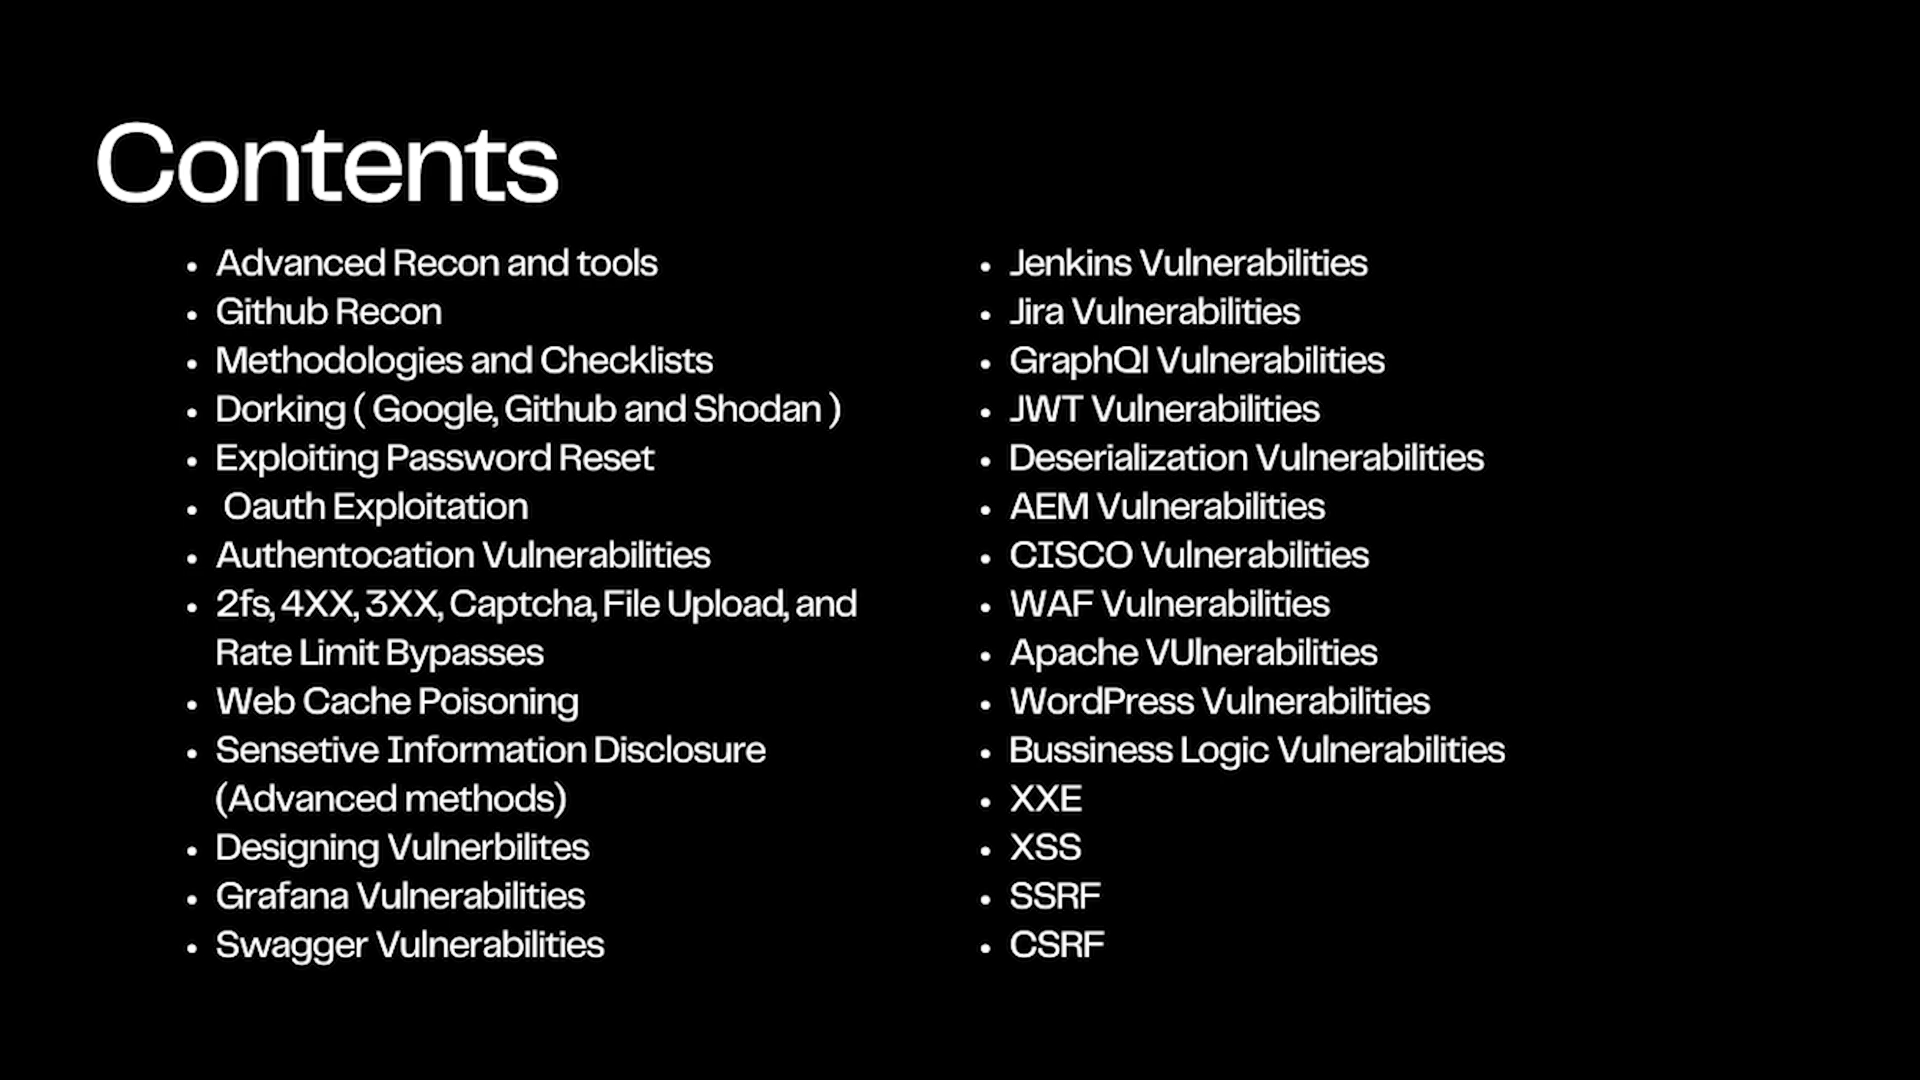 Contents
• Advanced Recon and tools
• Github Recon
• Methodologies and Checklists
• Dorking ( Google, Github and Shodan )
• Exploiting Password Reset
• Oauth Exploitation
• Authentocation Vulnerabilities
• 2fs, 4XX, 3XX, Captcha, File Upload, and
Rate Limit Bypasses
• Web Cache Poisoning
• Sensetive Information Disclosure
(Advanced methods)
• Designing Vulnerbilites
• Grafana Vulnerabilities
• Swagger Vulnerabilities
• Jenkins Vulnerabilities
• Jira Vulnerabilities
• GraphQl Vulnerabilities
• JWT Vulnerabilities
• Deserialization Vulnerabilities
• AEM Vulnerabilities
• CISCO Vulnerabilities
• WAF Vulnerabilities
• Apache VUlnerabilities
• WordPress Vulnerabilities
• Bussiness Logic Vulnerabilities
• XXE
• XSS
• SSRF
• CSRF